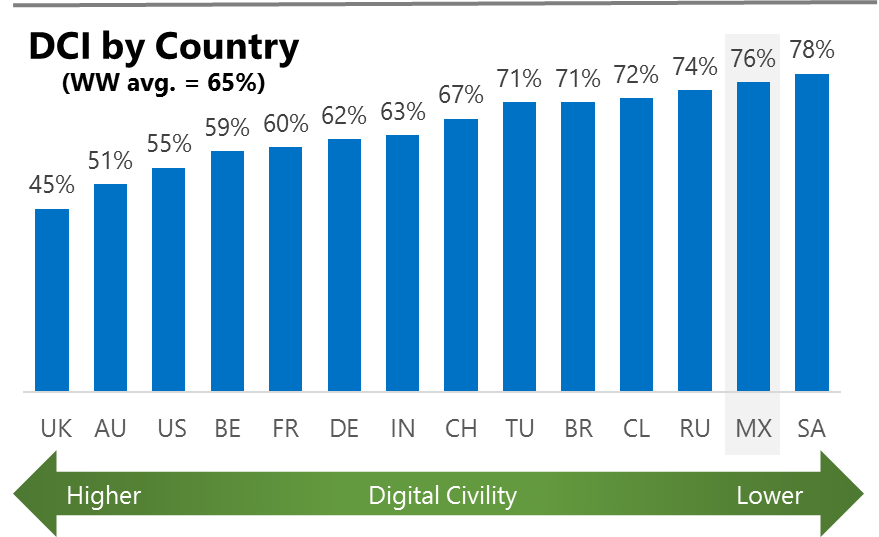 DCI by Country
(WW avg. = 65%)
45% 51% 55% 59% 60% 62% 63% 67% 71% 71% 72% 74% 76% 78%
UK AU US BE FR DE IN CH TU BR CL RU MX SA
Higher Digital Civility Lower